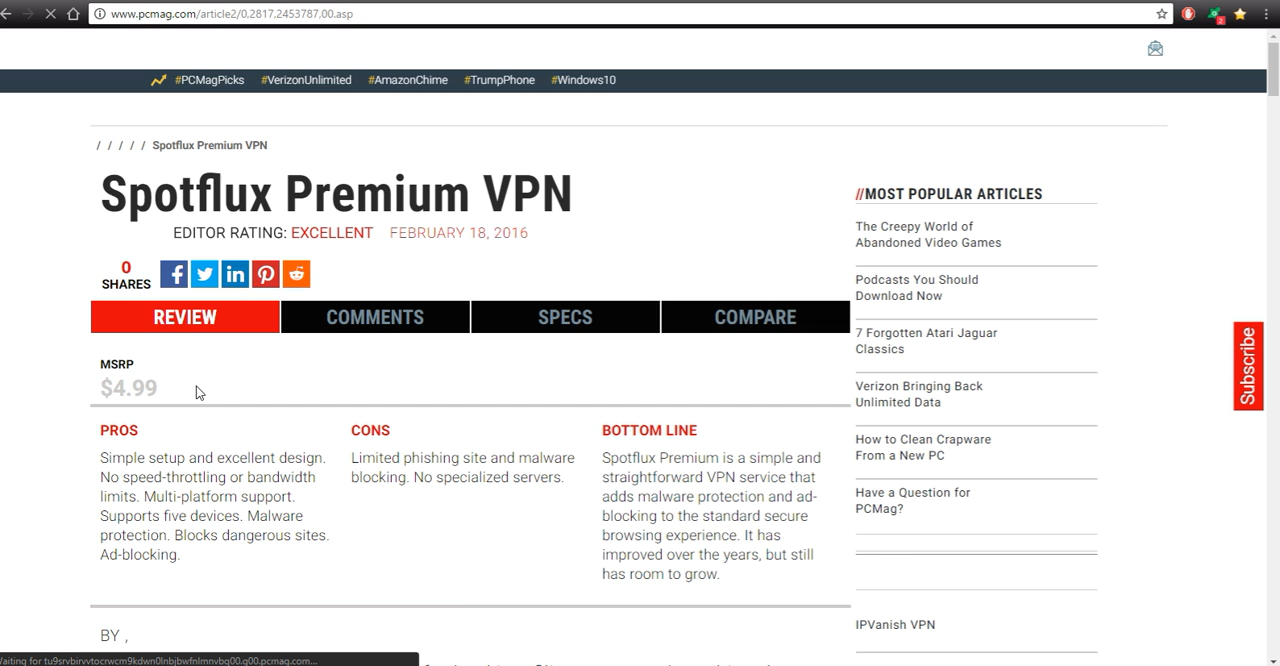 www.pcmag.com/article2/0,2817,2453787,00.asp
2
#PCMagPicks #VerizonUnlimited #AmazonChime #TrumpPhone #Windows10
/ / / / / Spotflux Premium VPN
Spotflux Premium VPN
EDITOR RATING: EXCELLENT FEBRUARY 18, 2016
0
SHARES
REVIEW COMMENTS SPECS COMPARE
MSRP
$4.99
PROS
Simple setup and excellent design.
No speed-throttling or bandwidth
limits. Multi-platform support.
Supports five devices. Malware
protection. Blocks dangerous sites.
Ad-blocking.
CONS
Limited phishing site and malware
blocking. No specialized servers.
BOTTOM LINE
Spotflux Premium is a simple and
straightforward VPN service that
adds malware protection and ad-
blocking to the standard secure
browsing experience. It has
improved over the years, but still
has room to grow.
BY ,
//MOST POPULAR ARTICLES
The Creepy World of
Abandoned Video Games
Podcasts You Should
Download Now
7 Forgotten Atari Jaguar
Classics
Verizon Bringing Back
Unlimited Data
How to Clean Crapware
From a New PC
Have a Question for
PCMag?
IPVanish VPN
Subscribe
Waiting for